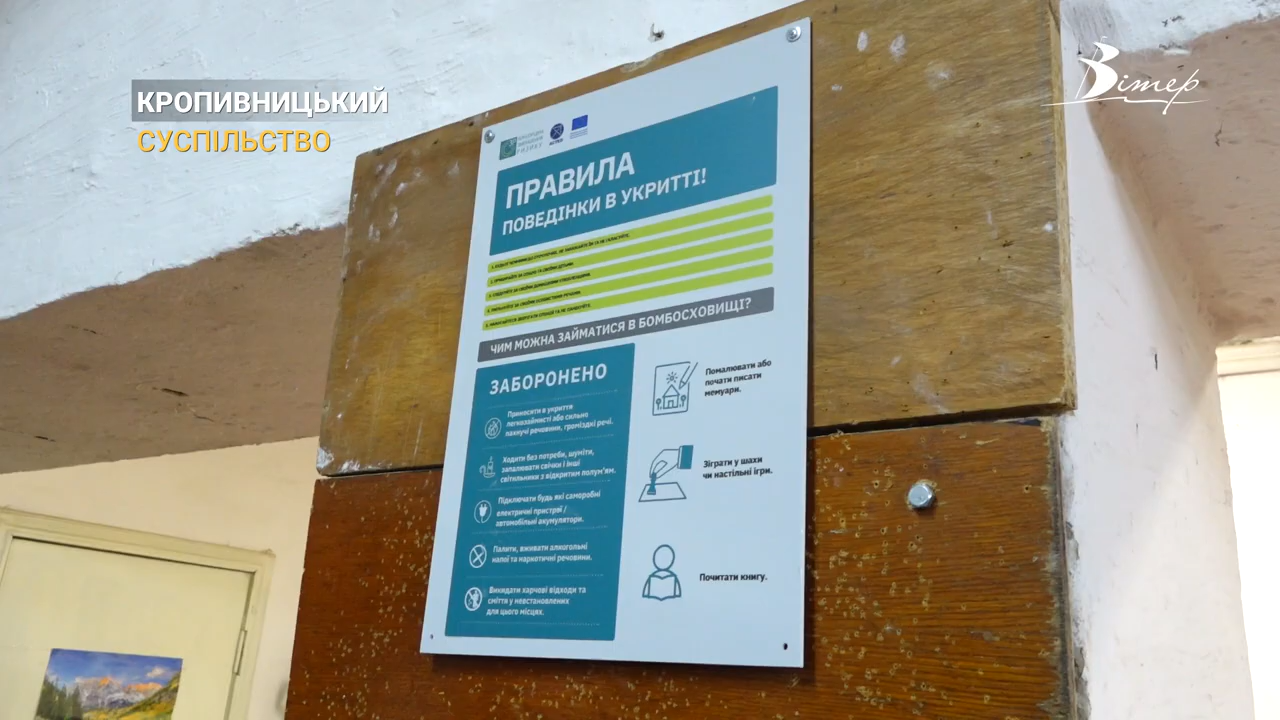 КРОПИВНИЦЬКИЙ
СУСПІЛЬСТВО
Вітер
ПРАВИЛА
ПОВЕДІНКИ В УКРИТТІ!
ЧИМ МОЖНА ЗАЙМАТИСЯ В БОМБОСХОВИЩІ?
ЗАБОРОНЕНО
Приносити в укриття
легкозаймисті або сильно
пахучі речовини, громіздкі речі.
Ходити без потреби, шуміти,
запалювати свічки і інші
світильники з відкритим полум'ям.
Підключати будь які саморобні
електричні пристрої /
автомобільні акумулятори.
Палити, вживати алкогольні
напої та наркотичні речовини.
Викидати харчові відходи та
сміття у невстановлених
для цього місцях.
Помалювати або
почати писати
мемуари.
Зіграти у шахи
чи настільні ігри.
Почитати книгу.